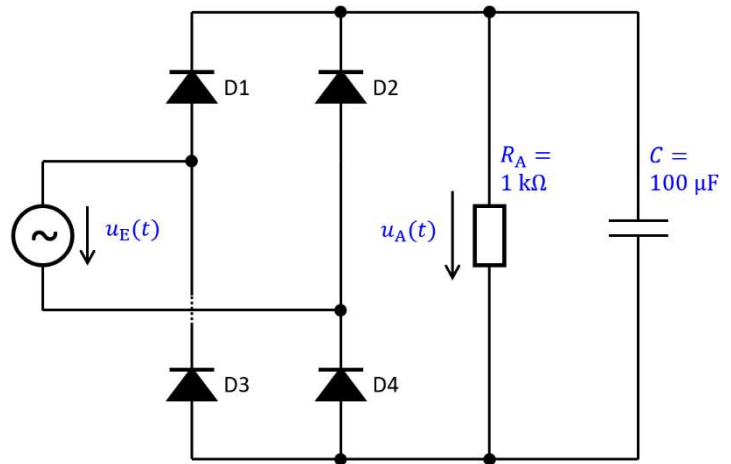 D1
D2
R_A =
1 kΩ
C =
100 µF
u_E(t)
u_A(t)
~
D3
D4